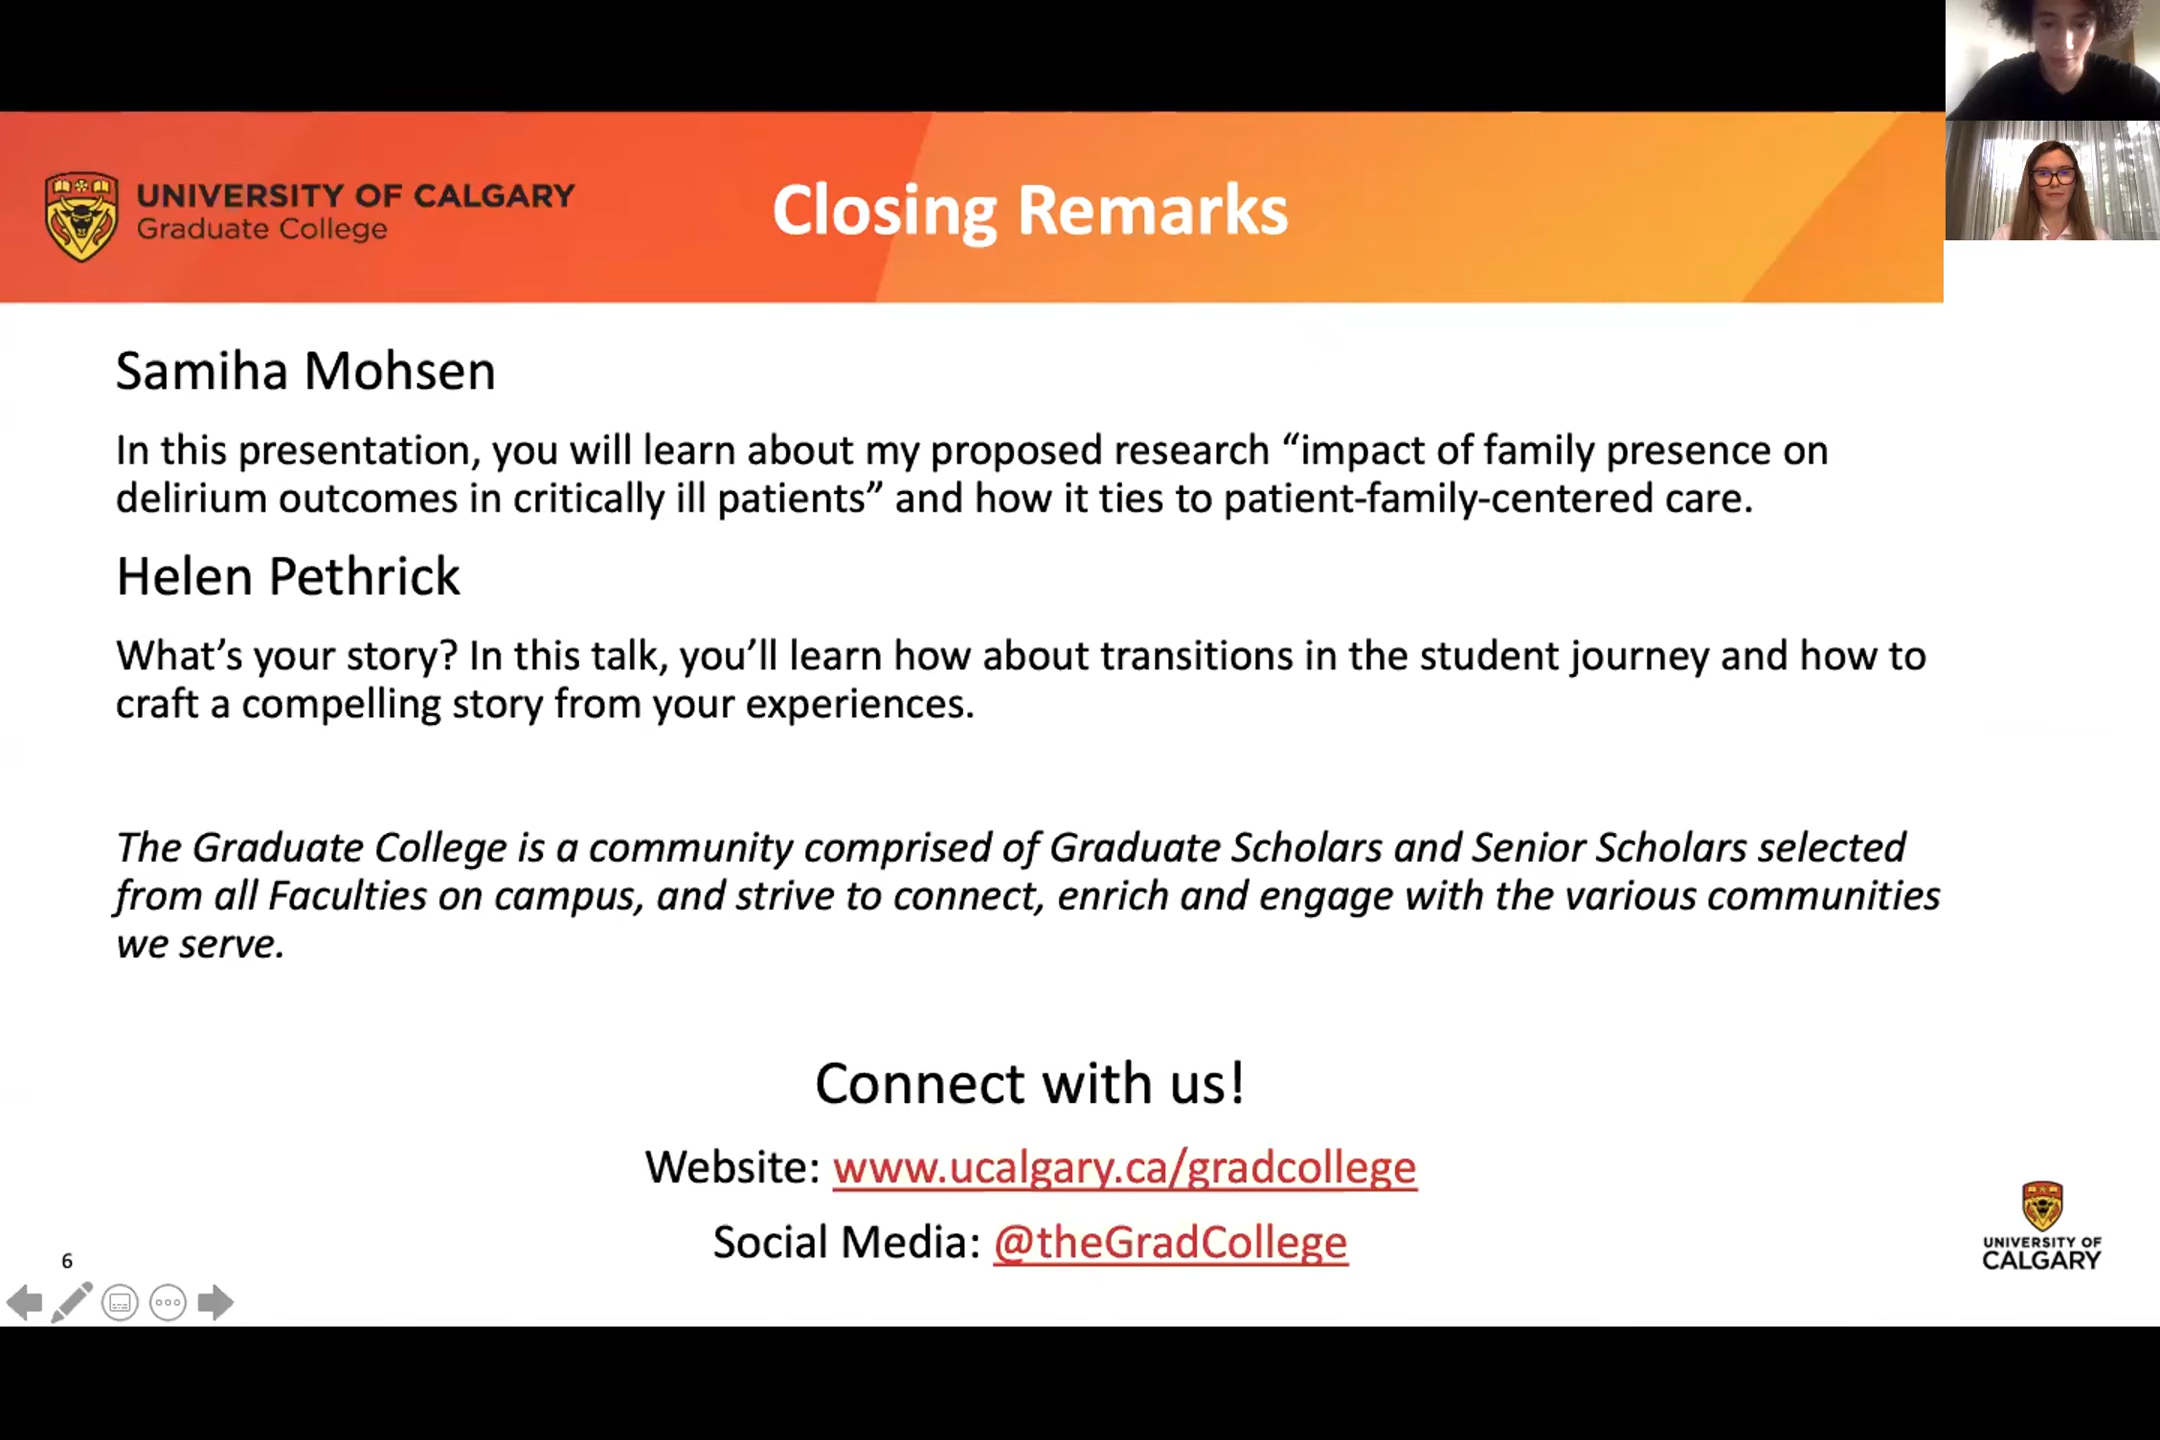 UNIVERSITY OF CALGARY
Graduate College
Closing Remarks
Samiha Mohsen
In this presentation, you will learn about my proposed research “impact of family presence on
delirium outcomes in critically ill patients” and how it ties to patient-family-centered care.
Helen Pethrick
What’s your story? In this talk, you’ll learn how about transitions in the student journey and how to
craft a compelling story from your experiences.
The Graduate College is a community comprised of Graduate Scholars and Senior Scholars selected
from all Faculties on campus, and strive to connect, enrich and engage with the various communities
we serve.
Connect with us!
Website: www.ucalgary.ca/gradcollege
Social Media: @theGradCollege
6
UNIVERSITY OF
CALGARY